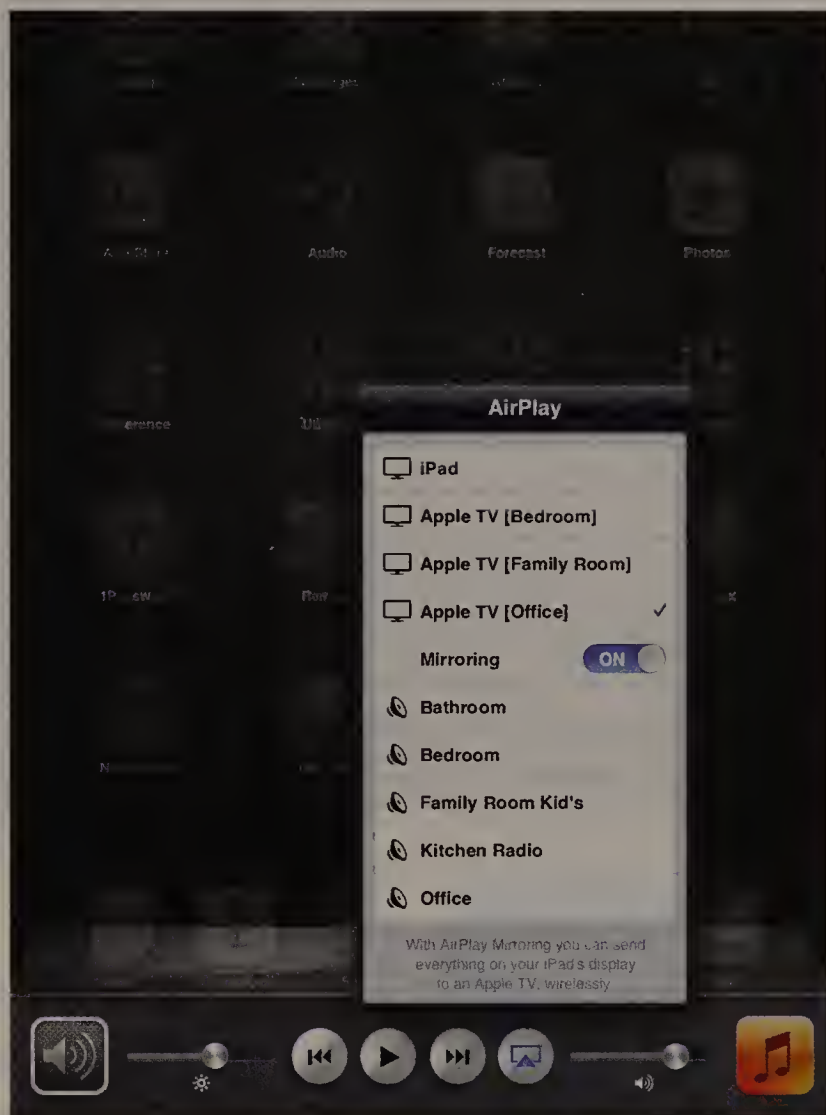 Audio Forecast Photos
AirPlay
iPad
Apple TV [Bedroom]
Apple TV [Family Room]
Apple TV [Office]
Mirroring ON
Bathroom
Bedroom
Family Room Kid's
Kitchen Radio
Office
With AirPlay Mirroring you can send
everything on your iPad's display
to an Apple TV, wirelessly